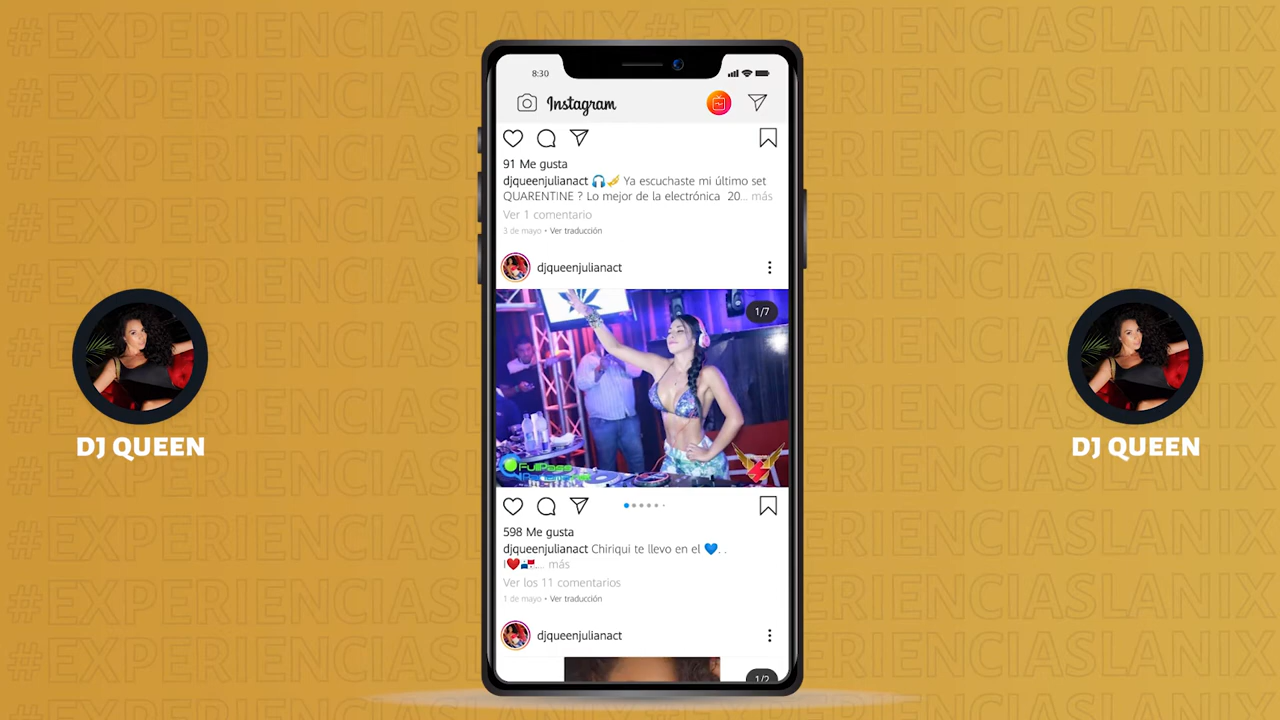 #EXPERIENCIASLANIX#EXPERIENCIASLANIX
8:30
Instagram
91 Me gusta
djqueenjulianact 🎧🎺 Ya escuchaste mi último set
QUARENTINE ? Lo mejor de la electrónica 20... más
Ver 1 comentario
3 de mayo • Ver traducción
djqueenjulianact
1/7
FullPass
DJ QUEEN
DJ QUEEN
598 Me gusta
djqueenjulianact Chiriqui te llevo en el 💙. .
I❤️🇵🇦... más
Ver los 11 comentarios
1 de mayo • Ver traducción
djqueenjulianact
1/2